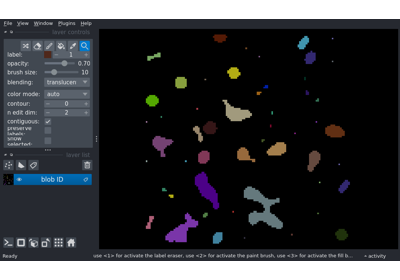 File View Window Plugins Help
layer controls
label: 1
opacity: 0.70
brush size: 10
blending: translucen
color mode: auto
contour: 0
n edit dim: 2
contiguous:
preserve
labels:
show
selected:
layer list
blob ID
Ready
use <1> for activate the label eraser, use <2> for activate the paint brush, use <3> for activate the fill b...
activity